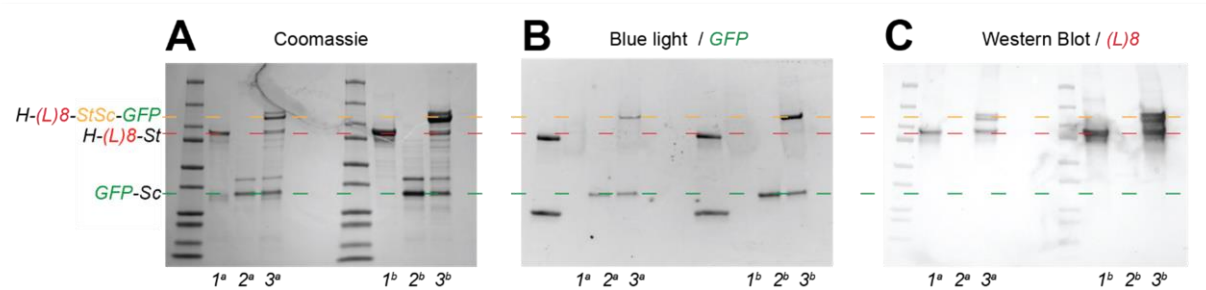 A Coomassie
B Blue light / GFP
C Western Blot / (L)8
H-(L)8-StSc-GFP
H-(L)8-St
GFP-Sc
1ᵃ 2ᵃ 3ᵃ 1ᵇ 2ᵇ 3ᵇ
1ᵃ 2ᵃ 3ᵃ 1ᵇ 2ᵇ 3ᵇ
1ᵃ 2ᵃ 3ᵃ 1ᵇ 2ᵇ 3ᵇ